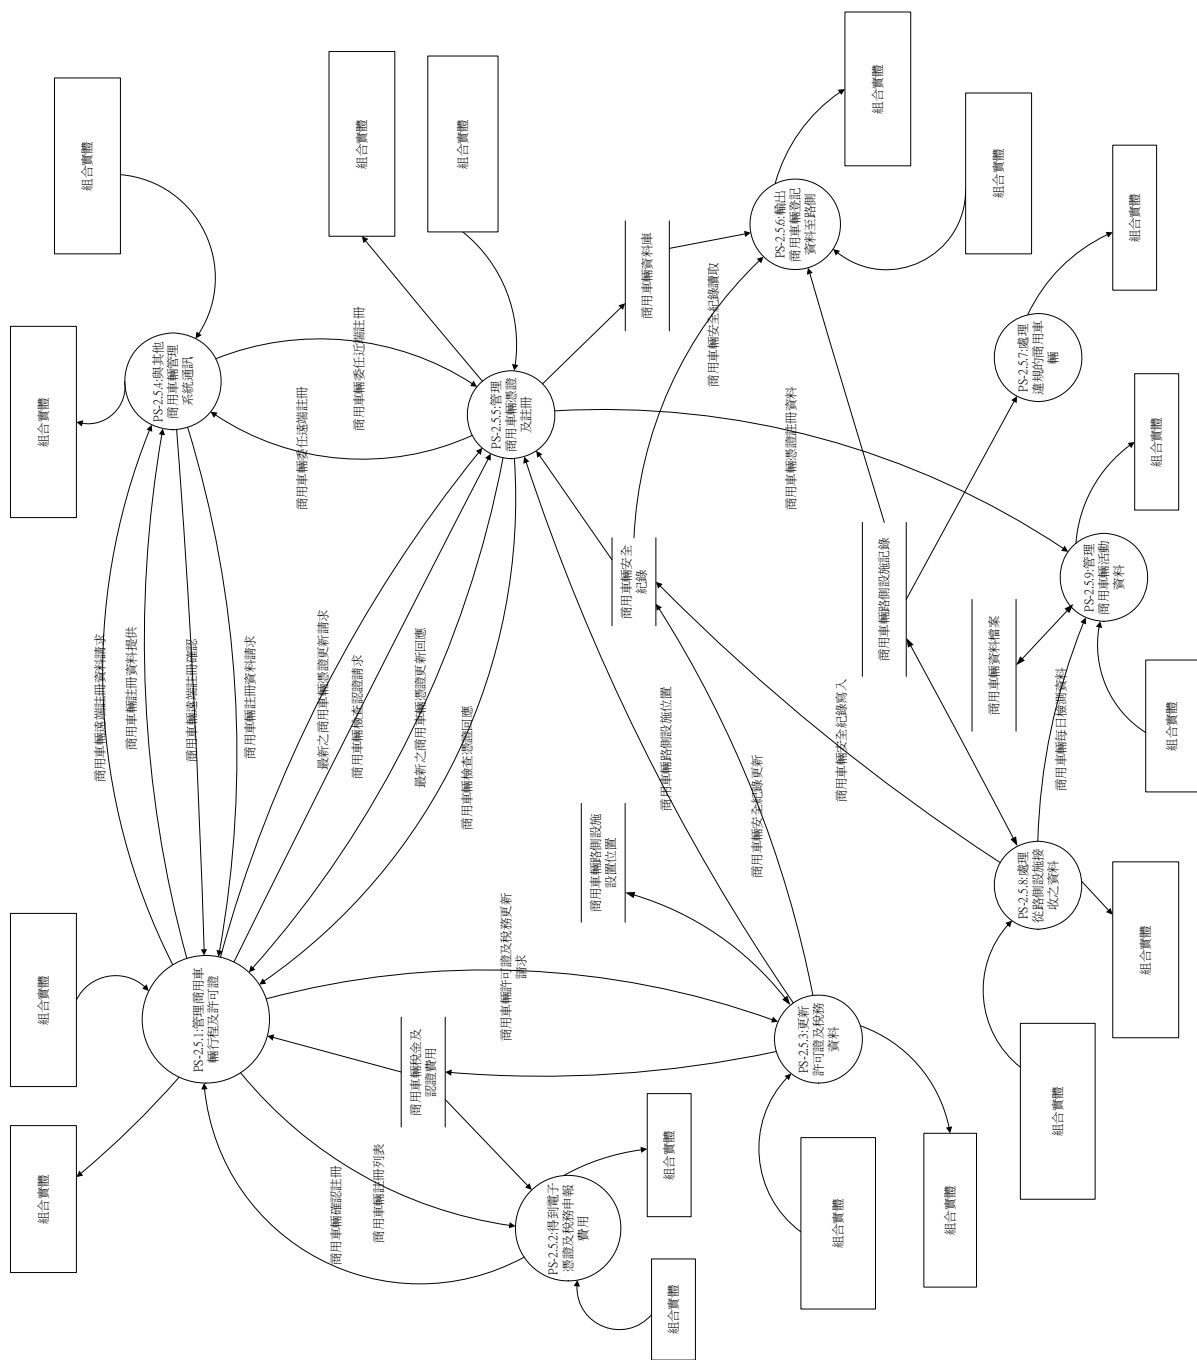 組合實體
組合實體
組合實體
組合實體
組合實體
組合實體
PS-2.5.4:與其他
商用車輛管理
系統通訊
商用車輛遠端註冊資料請求
商用車輛註冊資料提供
商用車輛遠端註冊確認
商用車輛註冊資料請求
PS-2.5.1:管理商用車
輛行程及許可證
商用車輛確認註冊
商用車輛註冊列表
PS-2.5.2:得到電子
憑證及稅務申報
費用
組合實體
組合實體
商用車輛稅金及
認證費用
商用車輛許可證及稅務更新
請求
最新之商用車輛憑證更新請求
商用車輛檢查認證請求
最新之商用車輛憑證更新回應
商用車輛檢查憑證回應
商用車輛委任遠端註冊
商用車輛委任近端註冊
PS-2.5.5:管理
商用車輛憑證
及註冊
組合實體
組合實體
商用車輛資料庫
商用車輛安全紀錄讀取
PS-2.5.6:輸出
商用車輛登記
資料至路側
組合實體
組合實體
商用車輛安全
紀錄
商用車輛憑證註冊資料
商用車輛路側設施記錄
PS-2.5.7:處理
違規的商用車
輛
組合實體
商用車輛路側設施位置
商用車輛安全紀錄更新
商用車輛安全紀錄寫入
商用車輛路側設施
設置位置
PS-2.5.3:更新
許可證及稅務
資料
組合實體
組合實體
商用車輛資料檔案
PS-2.5.9:管理
商用車輛活動
資料
組合實體
組合實體
商用車輛每日檢測資料
PS-2.5.8:處理
從路側設施接
收之資料
組合實體
組合實體